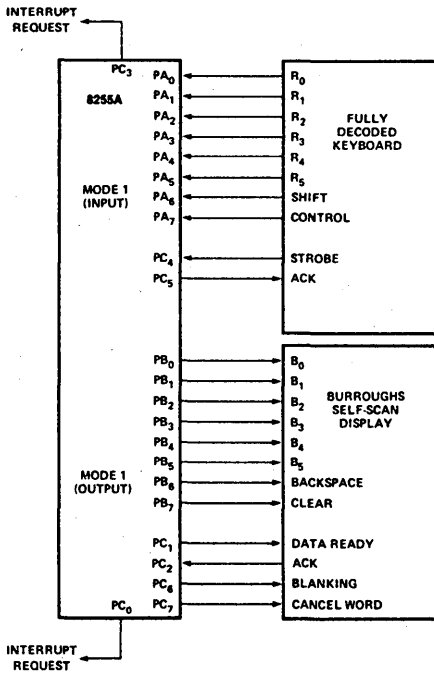 INTERRUPT
REQUEST
PC3
8255A
MODE 1
(INPUT)
PA0
PA1
PA2
PA3
PA4
PA5
PA6
PA7
PC4
PC5
R0
R1
R2
R3
R4
R5
SHIFT
CONTROL
STROBE
ACK
FULLY
DECODED
KEYBOARD
MODE 1
(OUTPUT)
PB0
PB1
PB2
PB3
PB4
PB5
PB6
PB7
PC1
PC2
PC6
PC7
B0
B1
B2
B3
B4
B5
BACKSPACE
CLEAR
DATA READY
ACK
BLANKING
CANCEL WORD
BURROUGHS
SELF-SCAN
DISPLAY
PC0
INTERRUPT
REQUEST